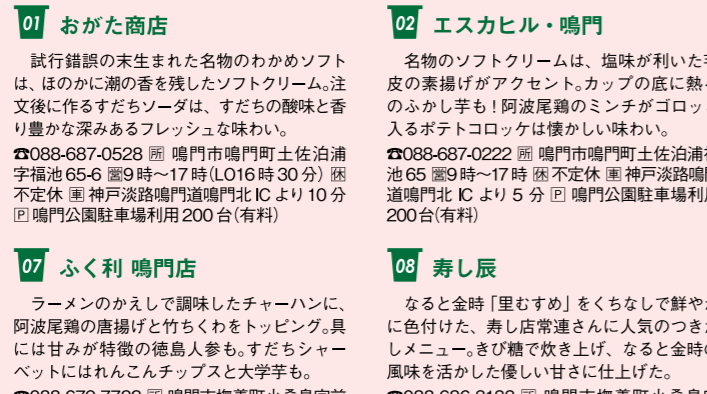 01 おがた商店
試行錯誤の末生まれた名物のわかめソフト
は、ほのかに潮の香を残したソフトクリーム。注
文後に作るすだちソーダは、すだちの酸味と香
り豊かな深みあるフレッシュな味わい。
☎088-687-0528 所 鳴門市鳴門町土佐泊浦
字福池65-6 営9時〜17時(LO16時30分) 休
不定休 車 神戸淡路鳴門道鳴門北ICより10分
P 鳴門公園駐車場利用200台(有料)
02 エスカヒル・鳴門
名物のソフトクリームは、塩味が利いた
皮の素揚げがアクセント。カップの底に熱
のふかし芋も！阿波尾鶏のミンチがゴロッ
入るポテトコロッケは懐かしい味わい。
☎088-687-0222 所 鳴門市鳴門町土佐泊浦
池65 営9時〜17時 休 不定休 車 神戸淡路鳴
道鳴門北 IC より 5 分 P 鳴門公園駐車場利
200台(有料)
07 ふく利 鳴門店
ラーメンのかえしで調味したチャーハンに、
阿波尾鶏の唐揚げと竹ちくわをトッピング。具
には甘みが特徴の徳島人参も。すだちシャー
ベットにはれんこんチップスと大学芋も。
08 寿し辰
なると金時「里むすめ」をくちなしで鮮や
に色付けた、寿し店常連さんに人気のつき
しメニュー。きび糖で炊き上げ、なると金時
風味を活かした優しい甘さに仕上げた。